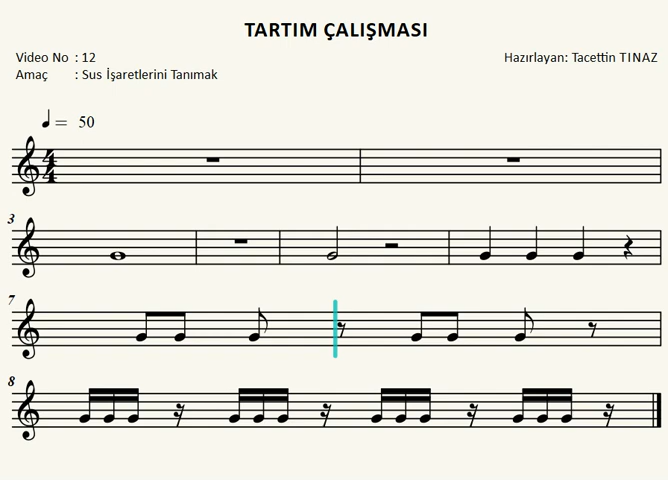 TARTIM ÇALIŞMASI
Video No : 12
Hazırlayan: Tacettin TINAZ
Amaç : Sus İşaretlerini Tanımak
= 50
3
7
8